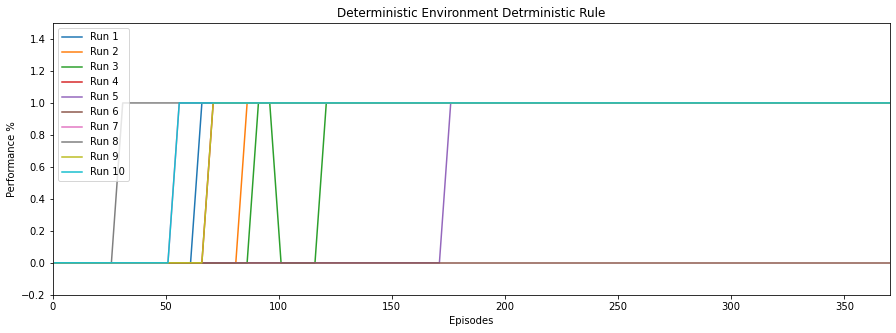 Deterministic Environment Detrministic Rule
1.4
1.2
1.0
0.8
0.6
0.4
0.2
0.0
−0.2
Performance %
Run 1
Run 2
Run 3
Run 4
Run 5
Run 6
Run 7
Run 8
Run 9
Run 10
0 50 100 150 200 250 300 350
Episodes